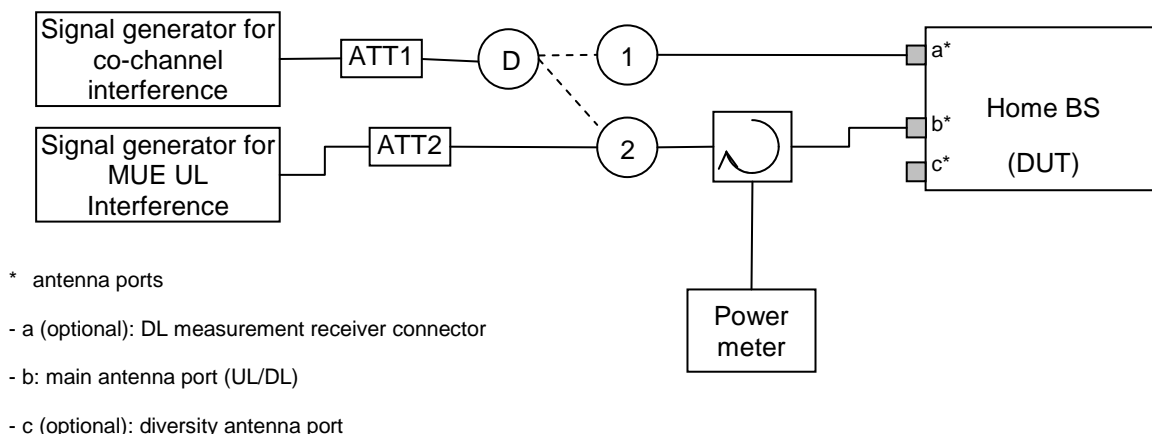 Signal generator for
co-channel
interference
ATT1
D
1
a*
Home BS
(DUT)
Signal generator for
MUE UL
Interference
ATT2
2
b*
c*
Power
meter
* antenna ports
- a (optional): DL measurement receiver connector
- b: main antenna port (UL/DL)
- c (optional): diversity antenna port